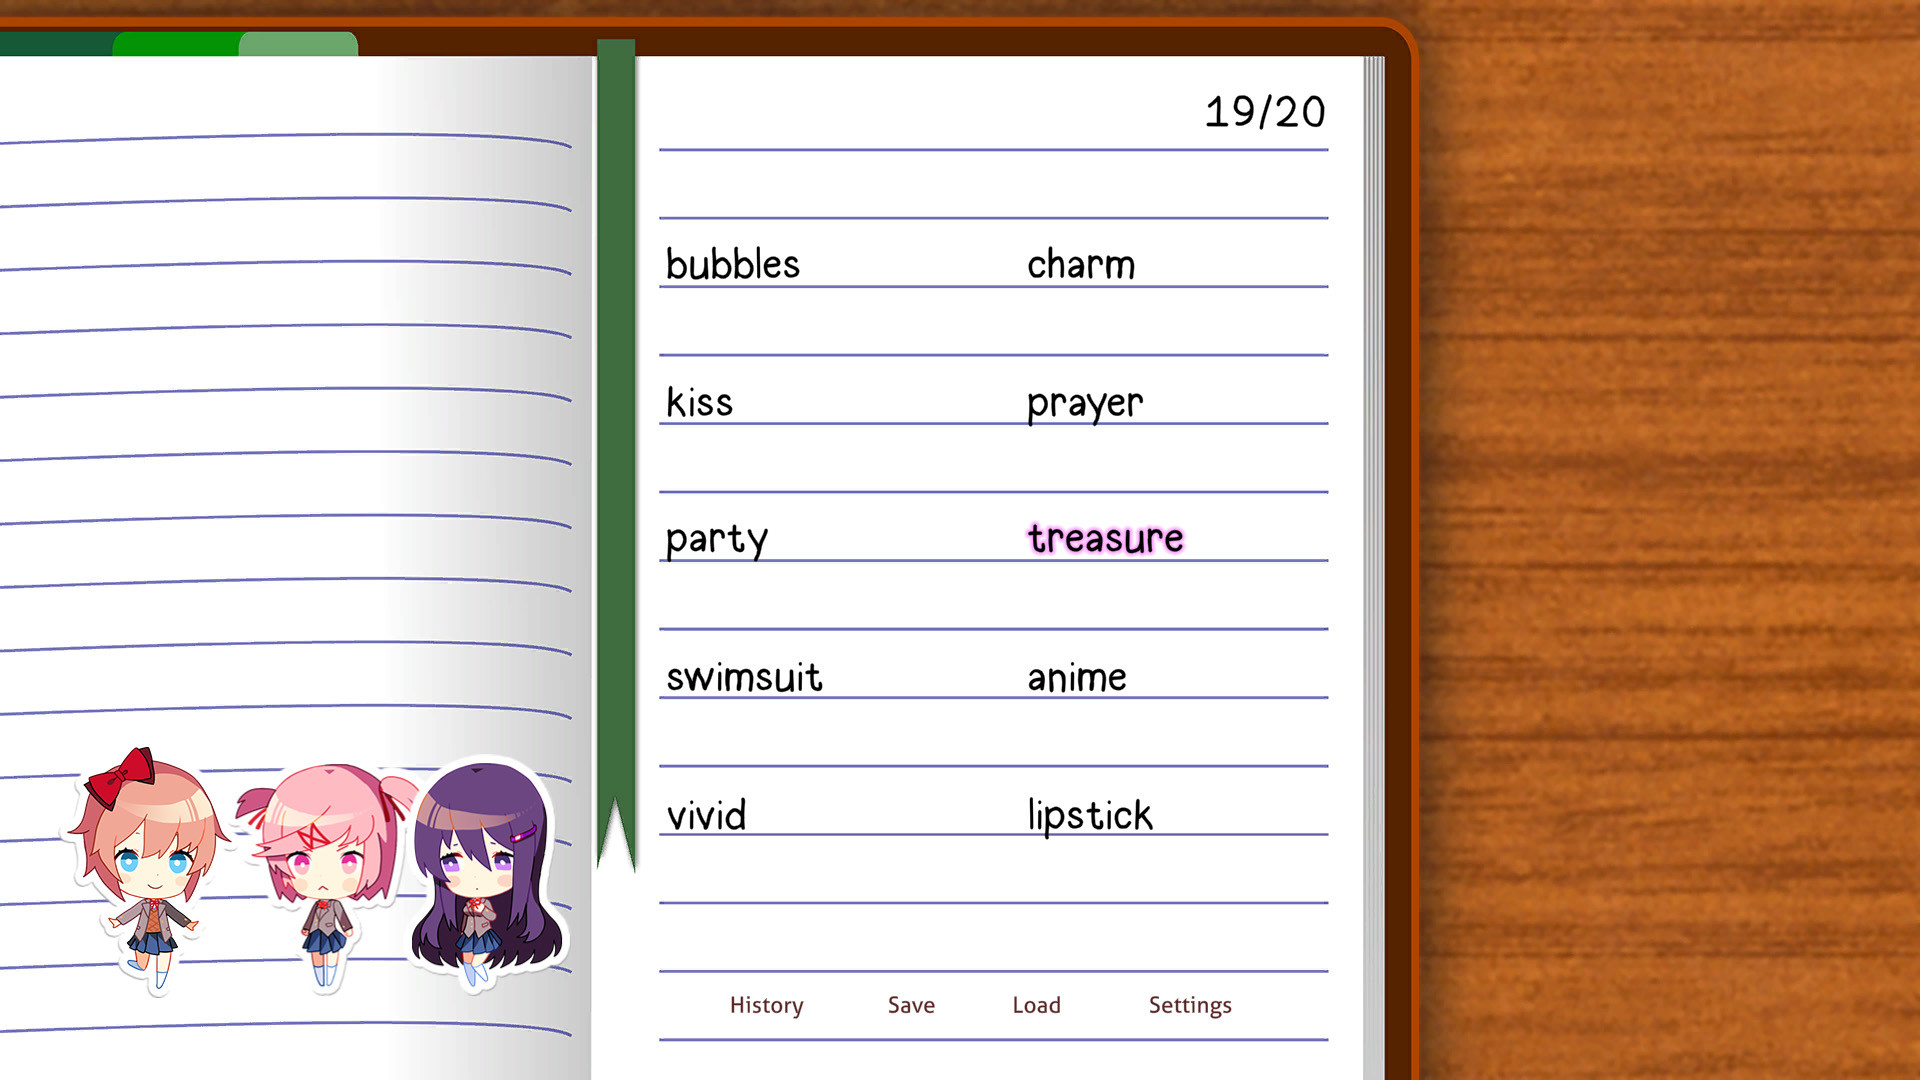 19/20
bubbles charm
kiss prayer
party treasure
swimsuit anime
vivid lipstick
History Save Load Settings